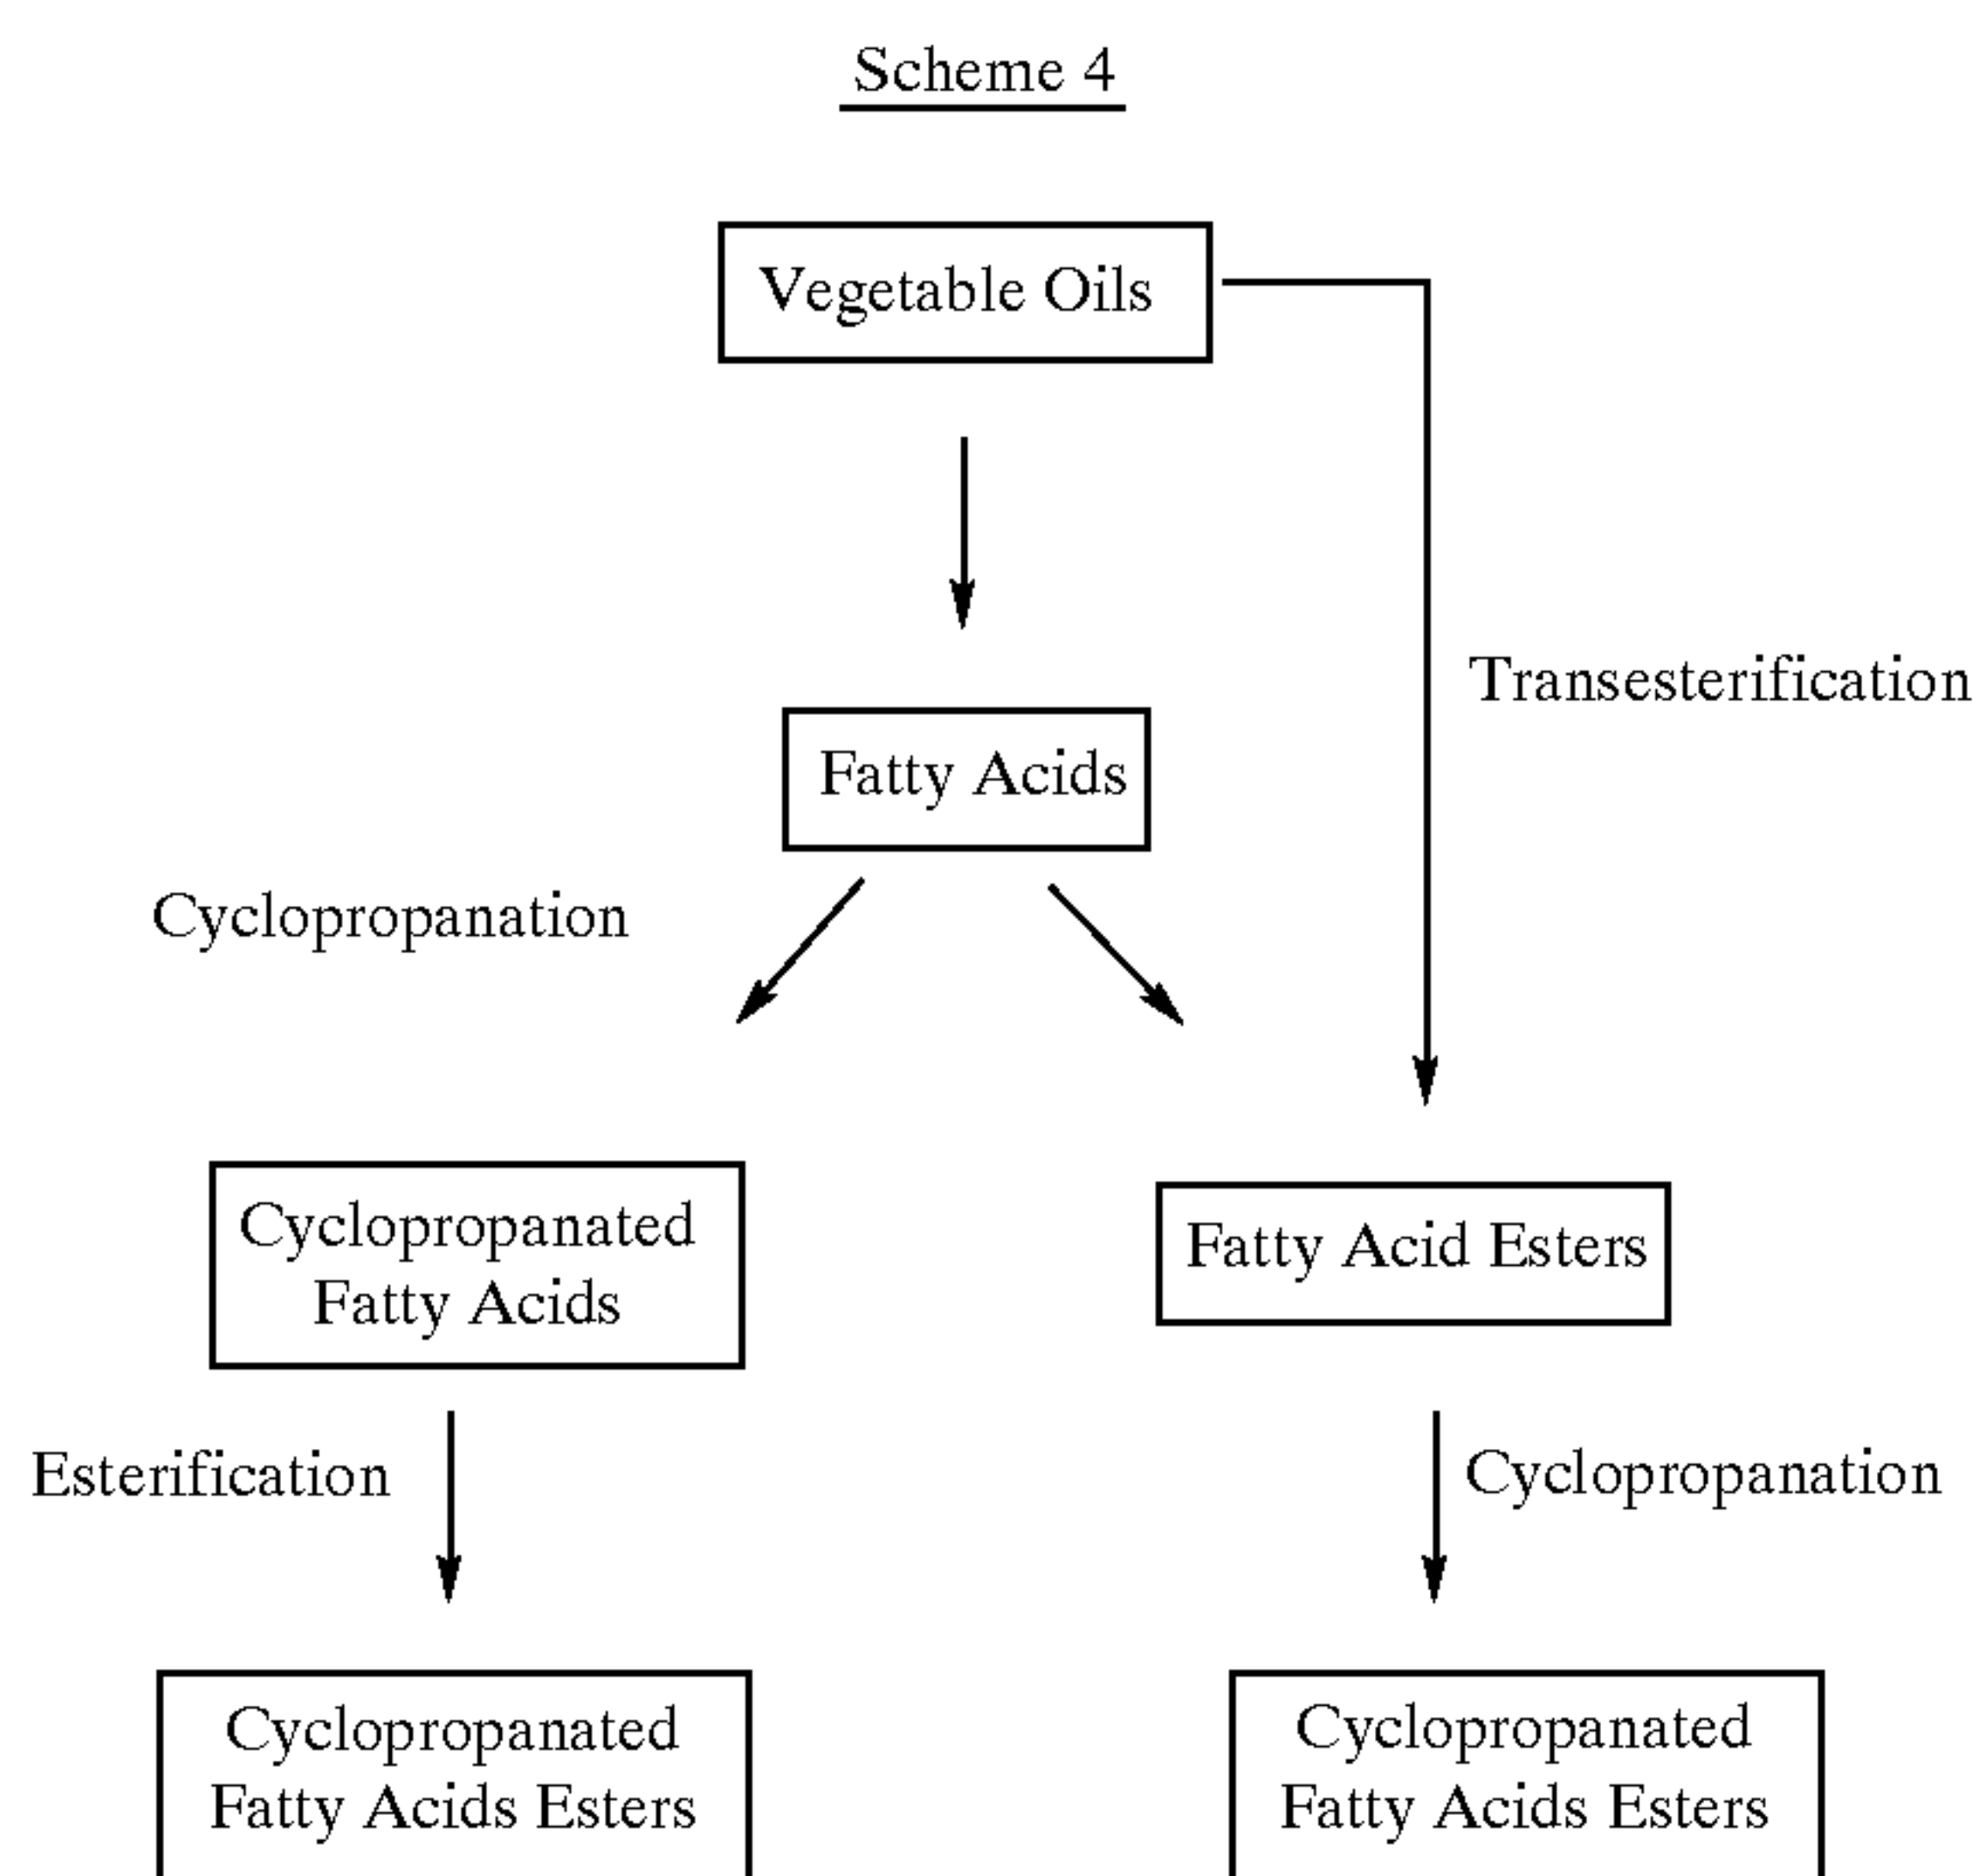 Scheme 4
Vegetable Oils
Transesterification
Fatty Acids
Cyclopropanation
Cyclopropanated
Fatty Acids
Fatty Acid Esters
Esterification
Cyclopropanation
Cyclopropanated
Fatty Acids Esters
Cyclopropanated
Fatty Acids Esters